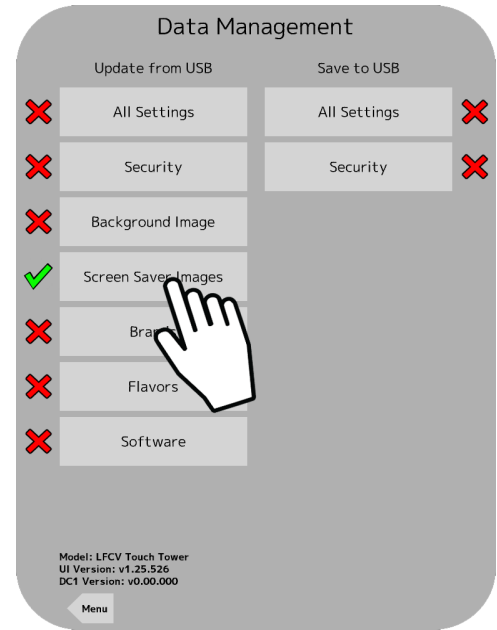 Data Management
Update from USB
Save to USB
All Settings
All Settings
Security
Security
Background Image
Screen Saver Images
Flavors
Software
Model: LFCV Touch Tower
UI Version: v1.25.526
DC1 Version: v0.00.000
Menu